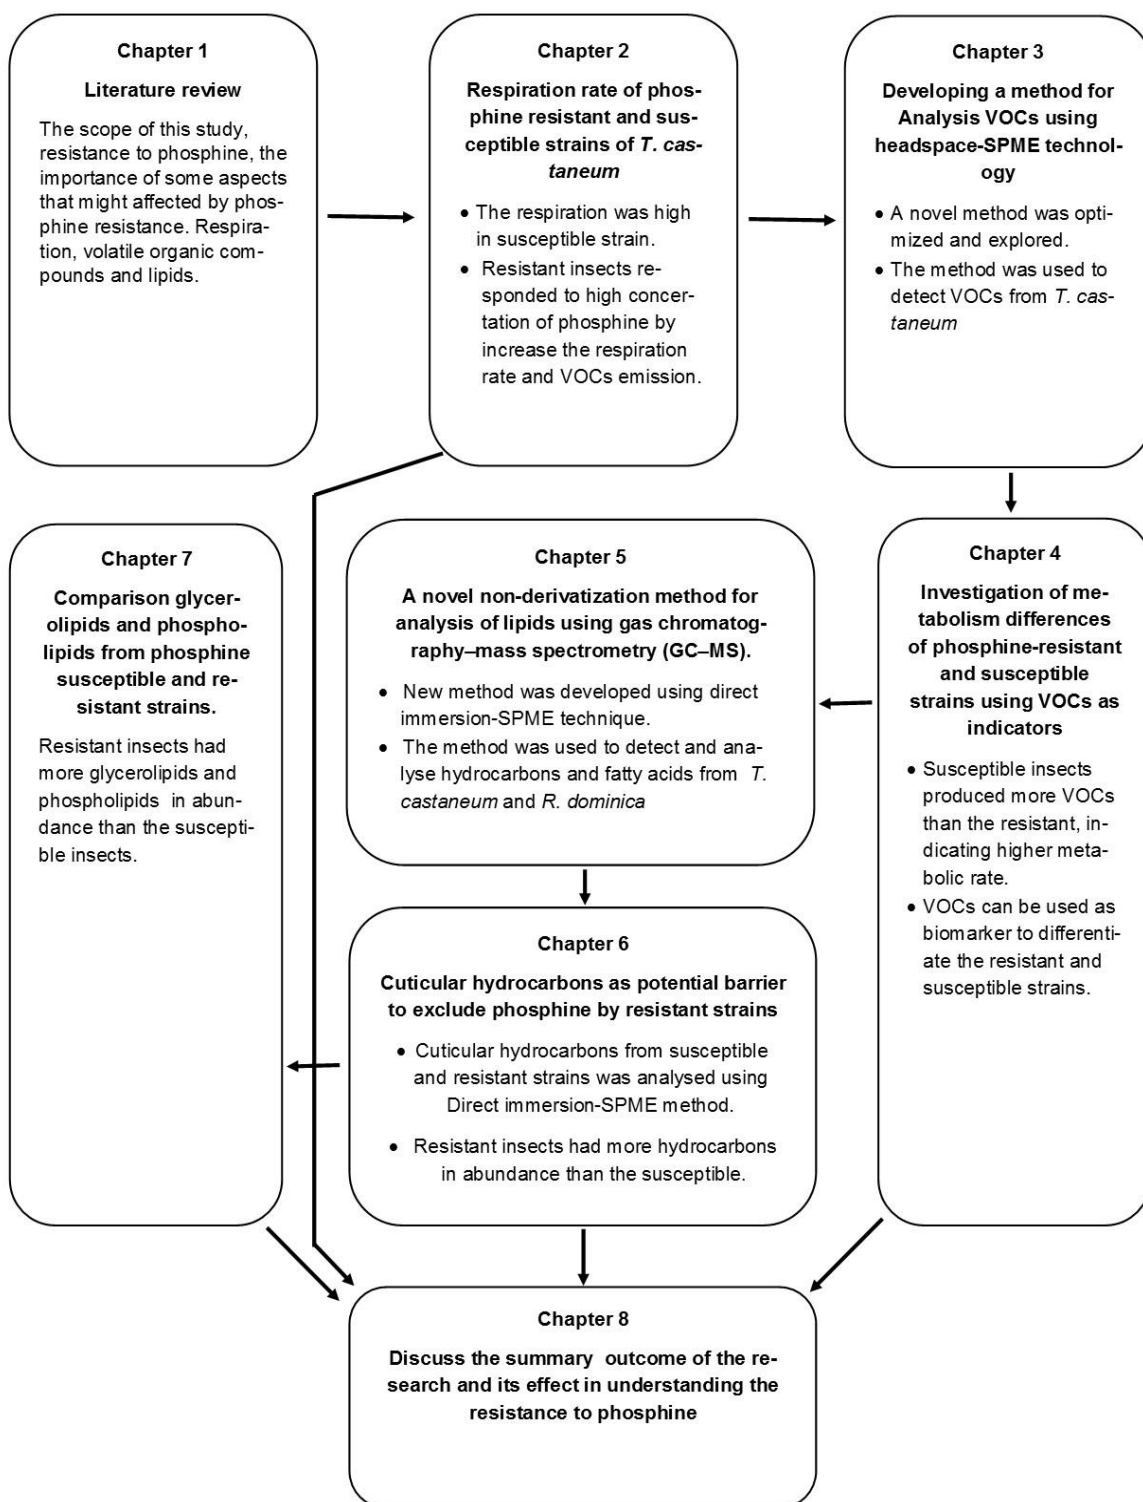 Chapter 1
Literature review
The scope of this study,
resistance to phosphine, the
importance of some aspects
that might affected by phos-
phine resistance. Respira-
tion, volatile organic com-
pounds and lipids.
Chapter 2
Respiration rate of phos-
phine resistant and sus-
ceptible strains of T. cas-
taneum
• The respiration was high
in susceptible strain.
• Resistant insects re-
sponded to high concer-
tation of phosphine by
increase the respiration
rate and VOCs emission.
Chapter 3
Developing a method for
Analysis VOCs using
headspace-SPME technol-
ogy
• A novel method was op-
timized and explored.
• The method was used to
detect VOCs from T. cas-
taneum
Chapter 4
Investigation of me-
tabolism differences
of phosphine-resistant
and susceptible
strains using VOCs as
indicators
• Susceptible insects
produced more VOCs
than the resistant, in-
dicating higher meta-
bolic rate.
• VOCs can be used as
biomarker to differenti-
ate the resistant and
susceptible strains.
Chapter 5
A novel non-derivatization method for
analysis of lipids using gas chromatog-
raphy–mass spectrometry (GC–MS).
• New method was developed using direct
immersion-SPME technique.
• The method was used to detect and ana-
lyse hydrocarbons and fatty acids from T.
castaneum and R. dominica
Chapter 6
Cuticular hydrocarbons as potential barrier
to exclude phosphine by resistant strains
• Cuticular hydrocarbons from susceptible
and resistant strains was analysed using
Direct immersion-SPME method.
• Resistant insects had more hydrocarbons
in abundance than the susceptible.
Chapter 7
Comparison glycer-
olipids and phospho-
lipids from phosphine
susceptible and re-
sistant strains.
Resistant insects had
more glycerolipids and
phospholipids in abun-
dance than the suscepti-
ble insects.
Chapter 8
Discuss the summary outcome of the re-
search and its effect in understanding the
resistance to phosphine